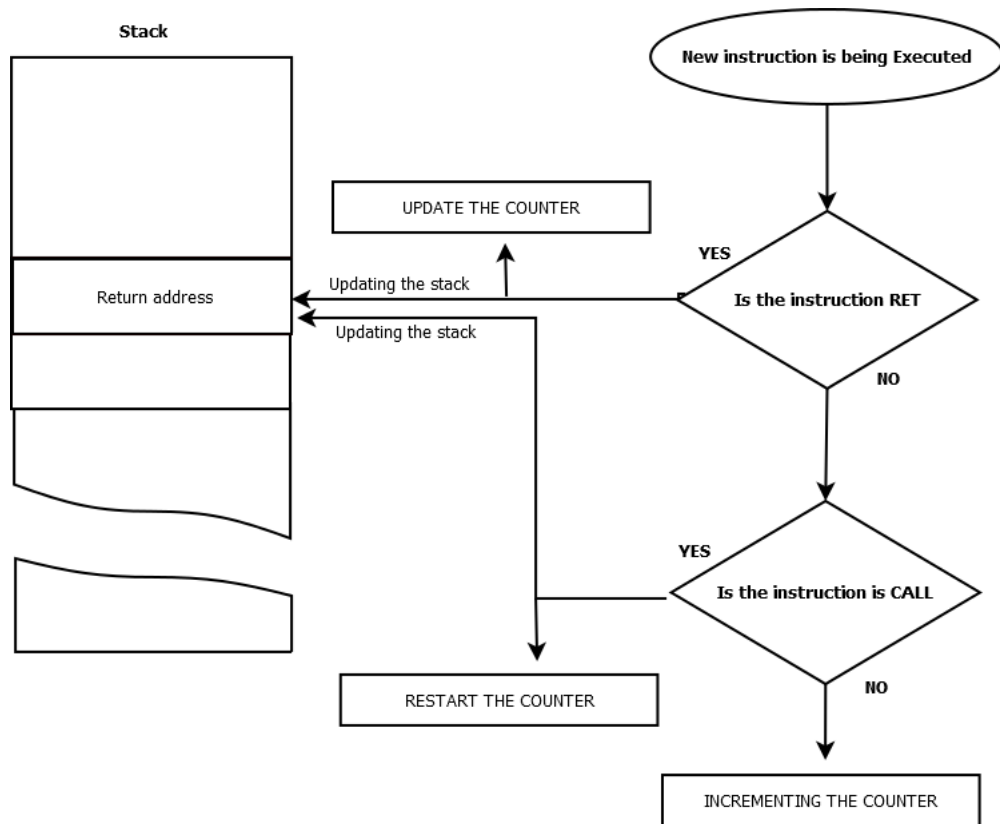 Stack
New instruction is being Executed
UPDATE THE COUNTER
YES
Updating the stack
Return address
Is the instruction RET
Updating the stack
NO
YES
Is the instruction is CALL
NO
RESTART THE COUNTER
INCREMENTING THE COUNTER